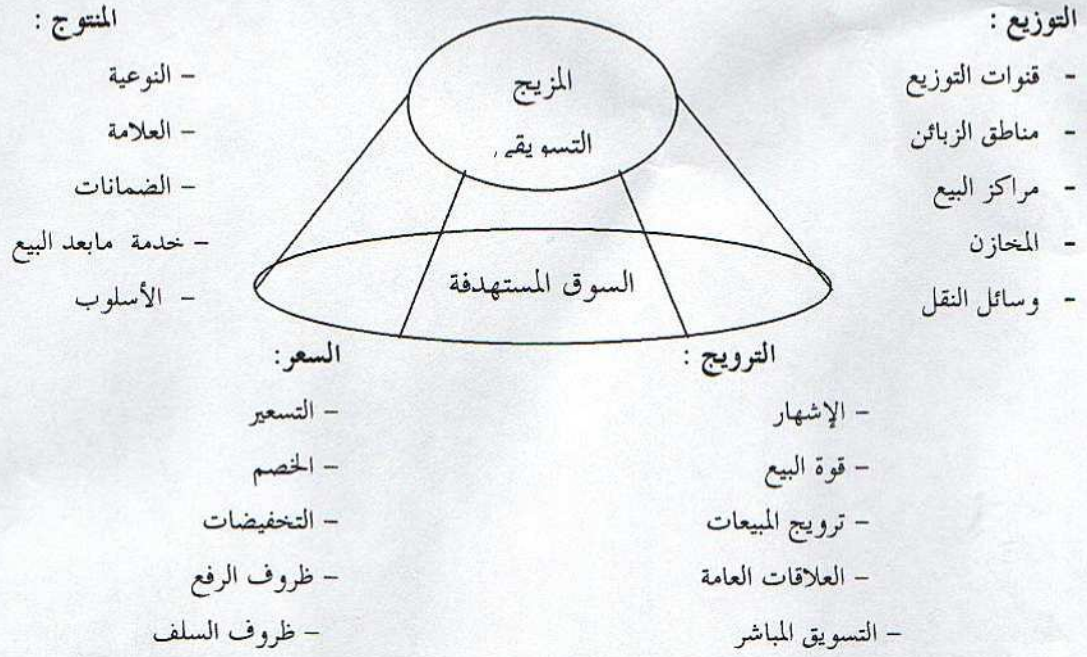 التوزيع :
- قنوات التوزيع
- مناطق الزبائن
- مراكز البيع
- المخازن
- وسائل النقل
المزيج
التسويقي
السوق المستهدفة
المنتوج :
– النوعية
– العلامة
– الضمانات
– خدمة مابعد البيع
– الأسلوب
الترويج :
– الإشهار
– قوة البيع
– ترويج المبيعات
– العلاقات العامة
– التسويق المباشر
السعر:
– التسعير
– الخصم
– التخفيضات
– ظروف الرفع
– ظروف السلف